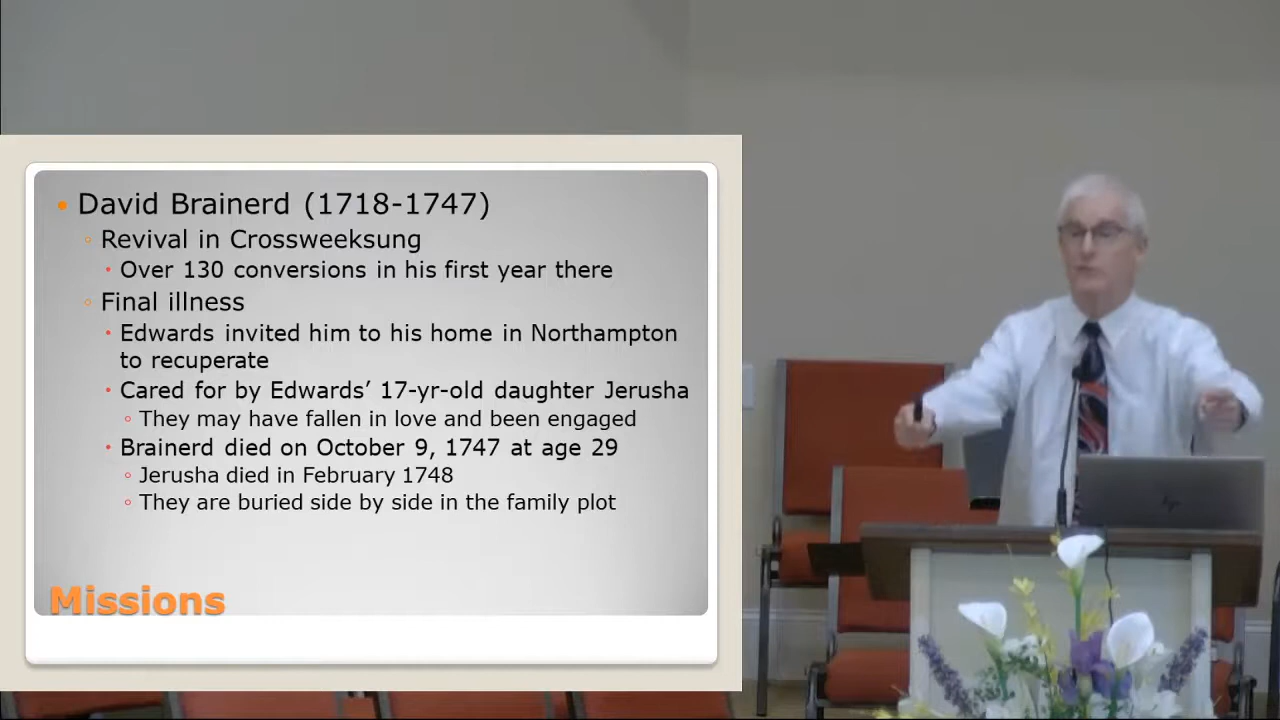 David Brainerd (1718-1747)
Revival in Crossweeksung
Over 130 conversions in his first year there
Final illness
Edwards invited him to his home in Northampton
to recuperate
Cared for by Edwards’ 17-yr-old daughter Jerusha
They may have fallen in love and been engaged
Brainerd died on October 9, 1747 at age 29
Jerusha died in February 1748
They are buried side by side in the family plot
Missions
hp